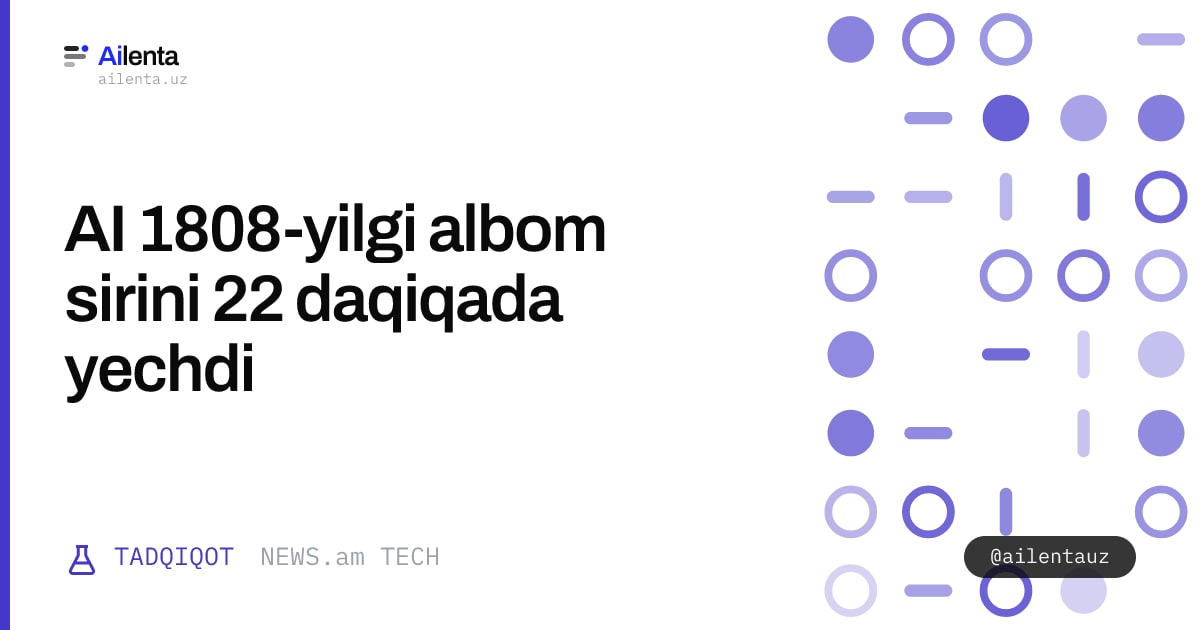 Ailenta
ailenta.uz
AI 1808-yilgi albom
sirini 22 daqiqada
yechdi
TADQIQOT NEWS.am TECH
@ailentauz